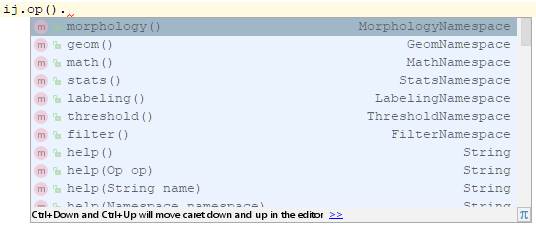 ij.op().
m morphology() MorphologyNamespace
m geom() GeomNamespace
m math() MathNamespace
m stats() StatsNamespace
m labeling() LabelingNamespace
m threshold() ThresholdNamespace
m filter() FilterNamespace
m help() String
m help(Op op) String
m help(String name) String
m help(Namespace namespace) String
Ctrl+Down and Ctrl+Up will move caret down and up in the editor >> π